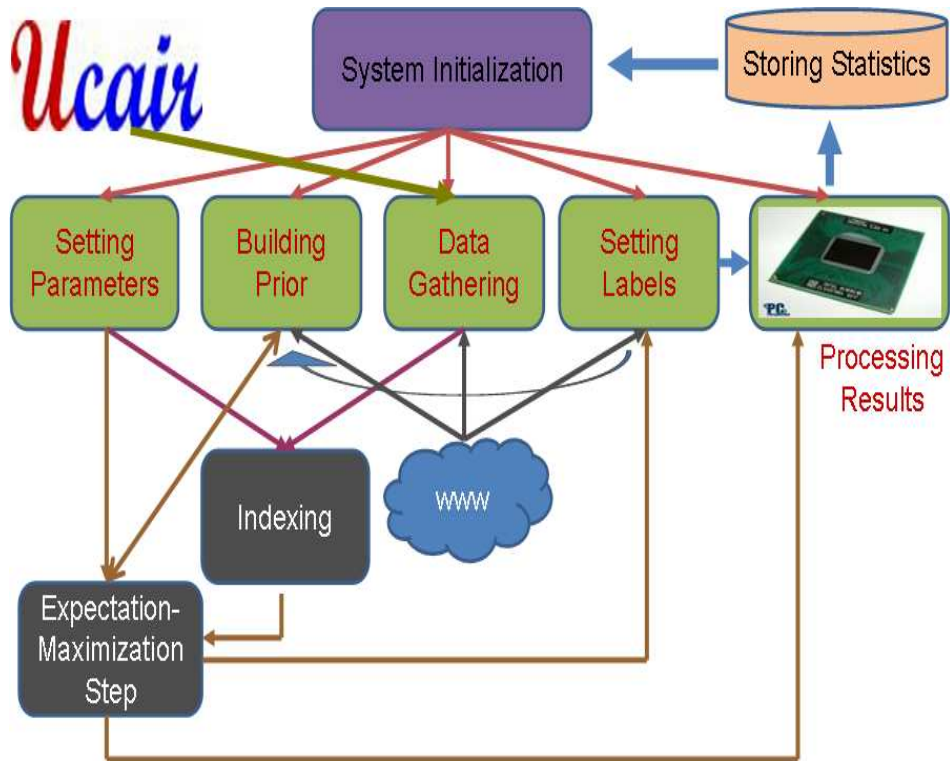 Ucair
System Initialization
Storing Statistics
Setting
Parameters
Building
Prior
Data
Gathering
Setting
Labels
PC
Processing
Results
Indexing
www
Expectation-
Maximization
Step